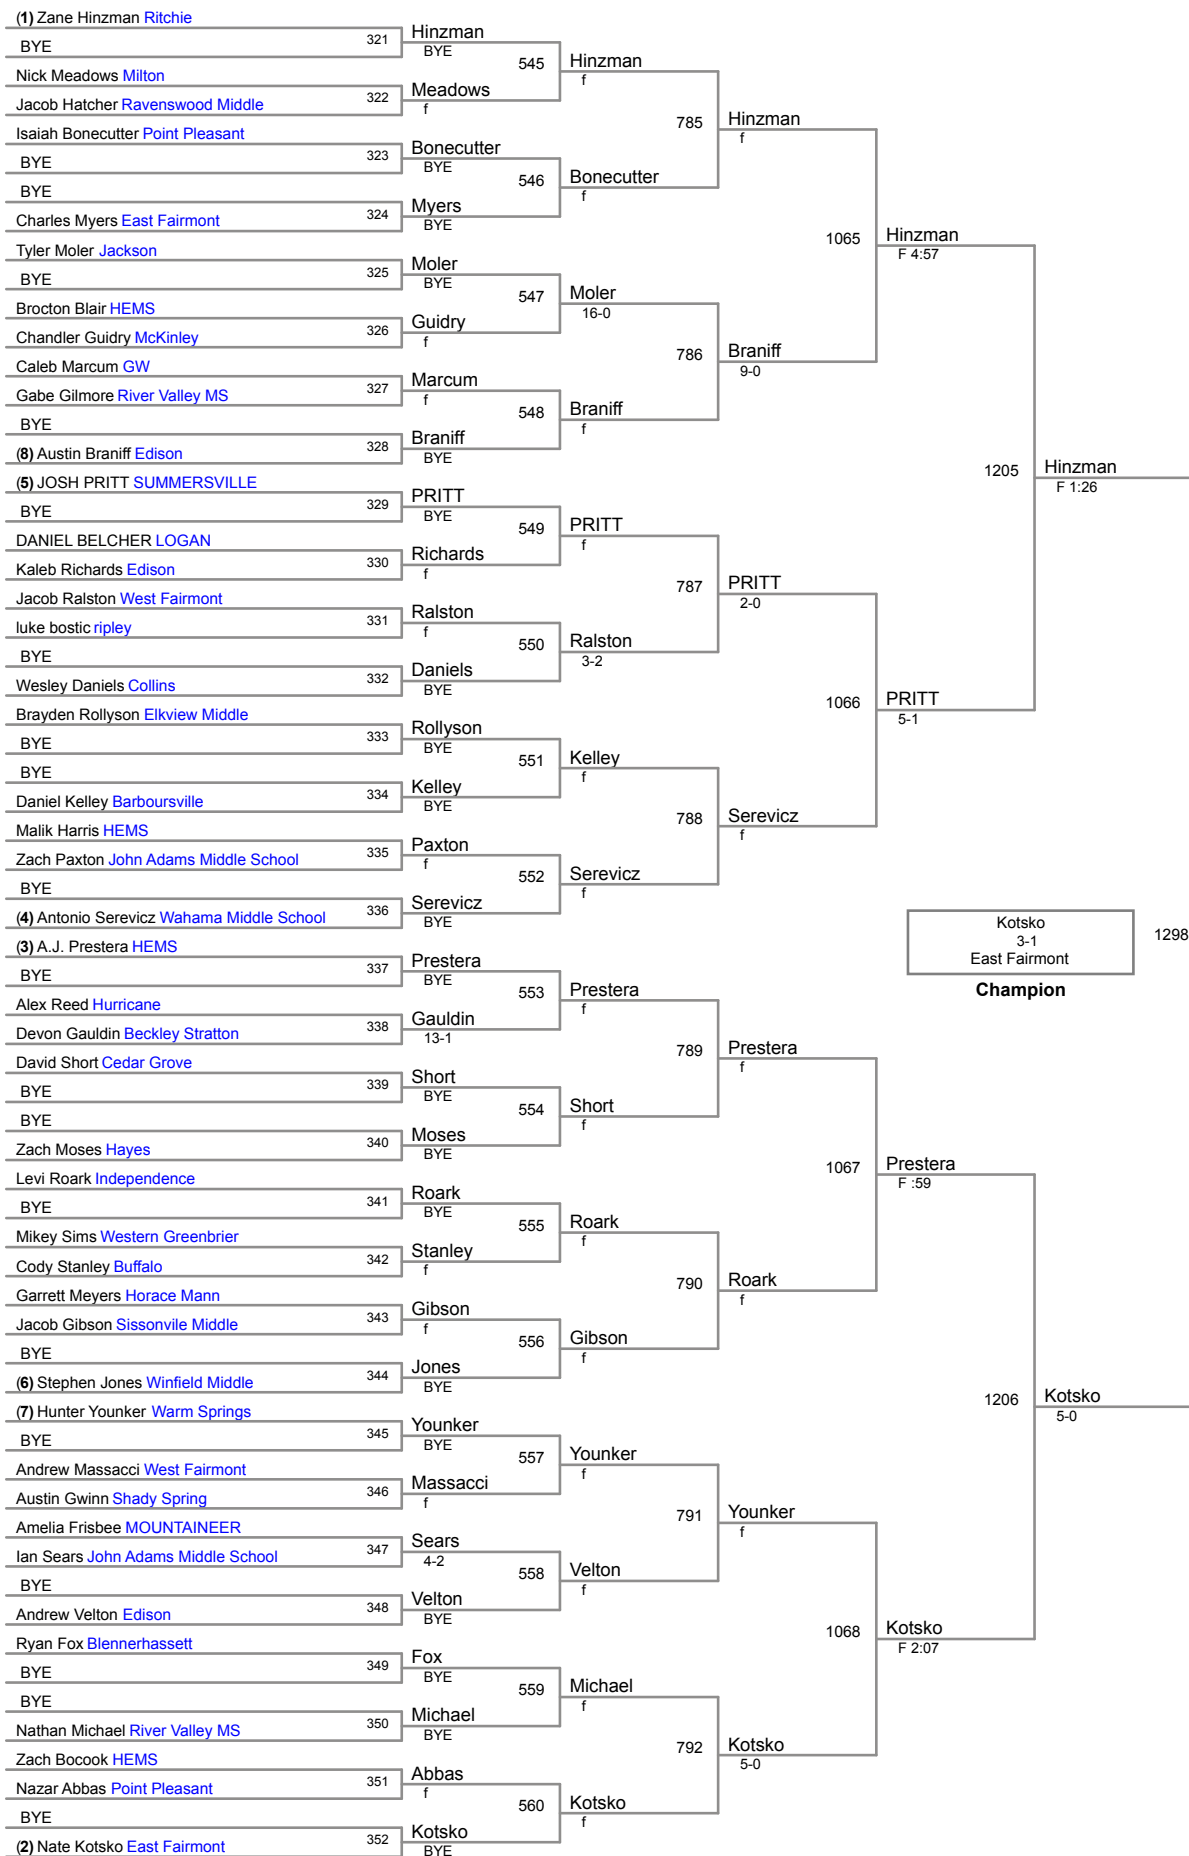 (1) Zane Hinzman Ritchie
BYE
Nick Meadows Milton
Jacob Hatcher Ravenswood Middle
Isaiah Bonecutter Point Pleasant
BYE
BYE
Charles Myers East Fairmont
Tyler Moler Jackson
BYE
Brocton Blair HEMS
Chandler Guidry McKinley
Caleb Marcum GW
Gabe Gilmore River Valley MS
BYE
(8) Austin Braniff Edison
(5) JOSH PRITT SUMMERSVILLE
BYE
DANIEL BELCHER LOGAN
Kaleb Richards Edison
Jacob Ralston West Fairmont
luke bostic ripley
BYE
Wesley Daniels Collins
Brayden Rollyson Elkview Middle
BYE
BYE
Daniel Kelley Barboursville
Malik Harris HEMS
Zach Paxton John Adams Middle School
BYE
(4) Antonio Serevicz Wahama Middle School
(3) A.J. Prestera HEMS
BYE
Alex Reed Hurricane
Devon Gauldin Beckley Stratton
David Short Cedar Grove
BYE
BYE
Zach Moses Hayes
Levi Roark Independence
BYE
Mikey Sims Western Greenbrier
Cody Stanley Buffalo
Garrett Meyers Horace Mann
Jacob Gibson Sissonvile Middle
BYE
(6) Stephen Jones Winfield Middle
(7) Hunter Younker Warm Springs
BYE
Andrew Massacci West Fairmont
Austin Gwinn Shady Spring
Amelia Frisbee MOUNTAINEER
Ian Sears John Adams Middle School
BYE
Andrew Velton Edison
Ryan Fox Blennerhassett
BYE
BYE
Nathan Michael River Valley MS
Zach Bocook HEMS
Nazar Abbas Point Pleasant
BYE
(2) Nate Kotsko East Fairmont
321
322
323
324
325
326
327
328
329
330
331
332
333
334
335
336
337
338
339
340
341
342
343
344
345
346
347
348
349
350
351
352
Hinzman
BYE
Meadows
f
Bonecutter
BYE
Myers
BYE
Moler
BYE
Guidry
f
Marcum
f
Braniff
BYE
PRITT
BYE
Richards
f
Ralston
f
Daniels
BYE
Rollyson
BYE
Kelley
BYE
Paxton
f
Serevicz
BYE
Prestera
BYE
Gauldin
13-1
Short
BYE
Moses
BYE
Roark
BYE
Stanley
f
Gibson
f
Jones
BYE
Younker
BYE
Massacci
f
Sears
4-2
Velton
BYE
Fox
BYE
Michael
BYE
Abbas
f
Kotsko
BYE
545
546
547
548
549
550
551
552
553
554
555
556
557
558
559
560
Hinzman
f
Bonecutter
f
Moler
16-0
Braniff
f
PRITT
f
Ralston
3-2
Kelley
f
Serevicz
f
Prestera
f
Short
f
Roark
f
Gibson
f
Younker
f
Velton
f
Michael
f
Kotsko
f
785
786
787
788
789
790
791
792
Hinzman
f
Braniff
9-0
PRITT
2-0
Serevicz
f
Prestera
f
Roark
f
Younker
f
Kotsko
5-0
1065
1066
1067
1068
Hinzman
F 4:57
PRITT
5-1
Prestera
F :59
Kotsko
F 2:07
1205
1206
Hinzman
F 1:26
Kotsko
5-0
Kotsko
3-1
East Fairmont
1298
Champion